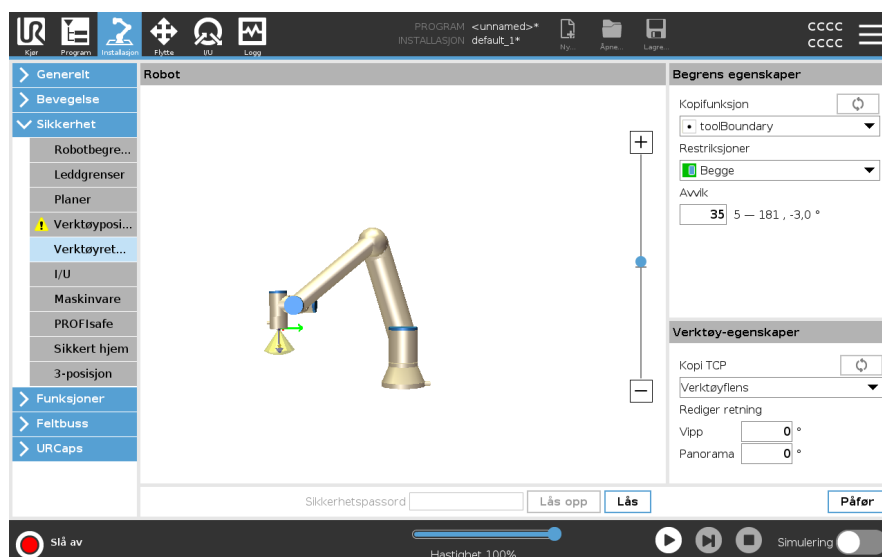 PROGRAM <unnamed>*
INSTALLASJON default_1*
Kjør
Program
Installasjon
Flytte
I/U
Logg
Ny...
Åpne...
Lagre...
CCCC
CCCC
Generelt
Bevegelse
Sikkerhet
Robotbegre...
Leddgrenser
Planer
Verktøyposi...
Verktøyret...
I/U
Maskinvare
PROFIsafe
Sikkert hjem
3-posisjon
Funksjoner
Feltbuss
URCaps
Robot
Begrens egenskaper
Kopifunksjon
toolBoundary
Restriksjoner
Begge
Avvik
35 5 — 181 , -3,0 °
Verktøy-egenskaper
Kopi TCP
Verktøyflens
Rediger retning
Vipp 0 °
Panorama 0 °
Sikkerhetspassord
Lås opp
Lås
Påfør
Slå av
Hastighet 100%
Simulering